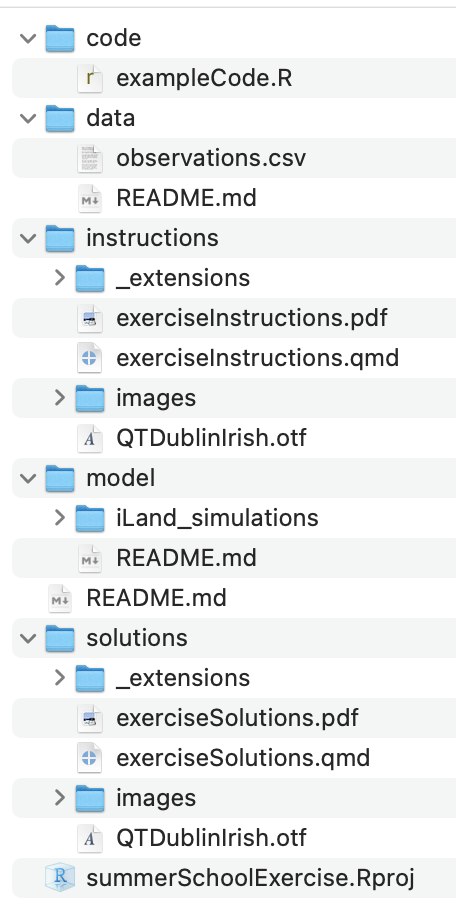 code
exampleCode.R
data
observations.csv
README.md
instructions
_extensions
exerciseInstructions.pdf
exerciseInstructions.qmd
images
QTDublinIrish.otf
model
iLand_simulations
README.md
README.md
solutions
_extensions
exerciseSolutions.pdf
exerciseSolutions.qmd
images
QTDublinIrish.otf
summerSchoolExercise.Rproj